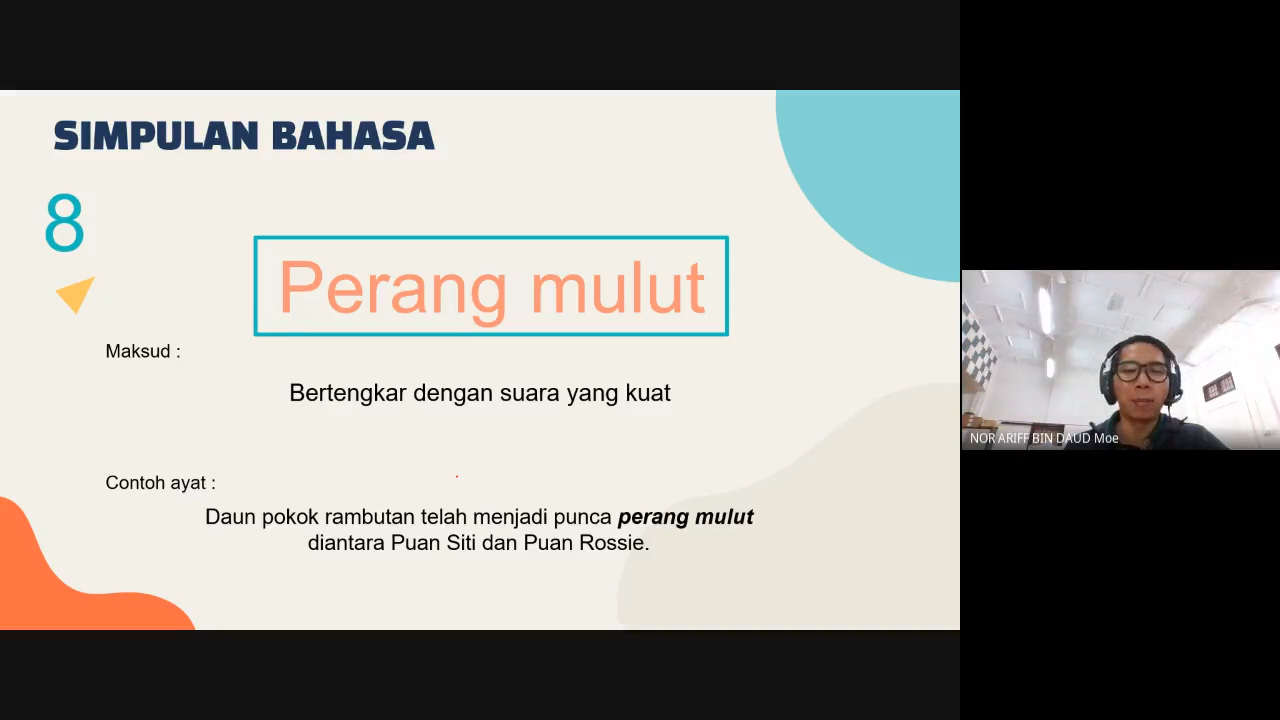 SIMPULAN BAHASA
8
Perang mulut
Maksud :
Bertengkar dengan suara yang kuat
Contoh ayat :
Daun pokok rambutan telah menjadi punca perang mulut
diantara Puan Siti dan Puan Rossie.
NOR ARIFF BIN DAUD Moe